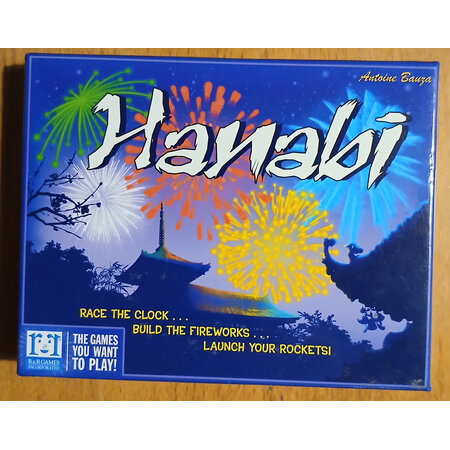 Antoine Bauza
Hanabi
RACE THE CLOCK . . .
BUILD THE FIREWORKS . . .
LAUNCH YOUR ROCKETS!
R&R GAMES
INCORPORATED
THE GAMES
YOU WANT
TO PLAY!